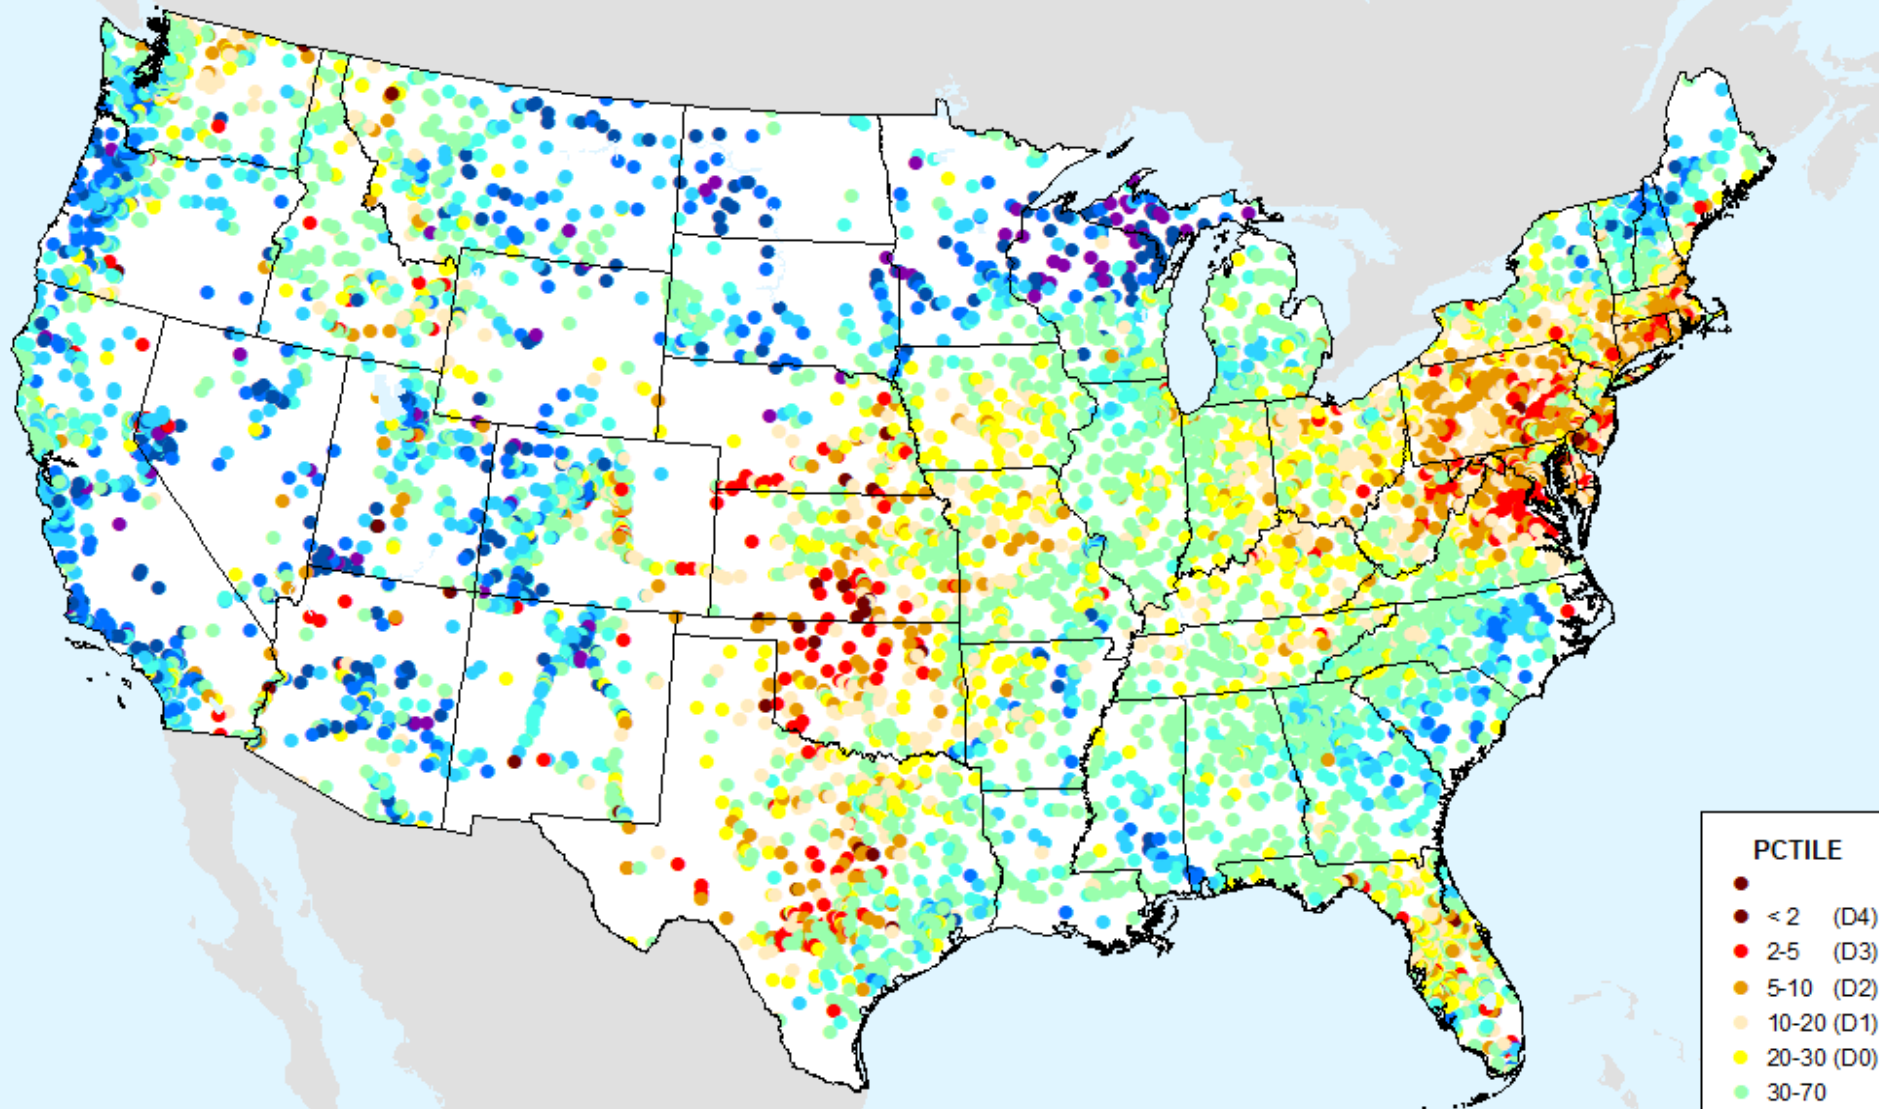 PCTILE
< 2 (D4)
2-5 (D3)
5-10 (D2)
10-20 (D1)
20-30 (D0)
30-70